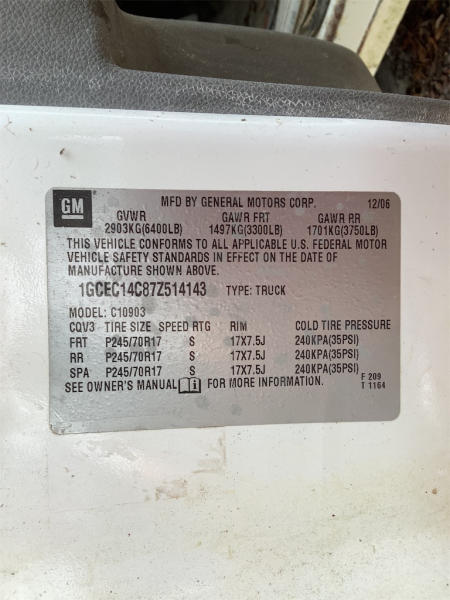 GM
MFD BY GENERAL MOTORS CORP. 12/06
GVWR GAWR FRT GAWR RR
2903KG(6400LB) 1497KG(3300LB) 1701KG(3750LB)
THIS VEHICLE CONFORMS TO ALL APPLICABLE U.S. FEDERAL MOTOR
VEHICLE SAFETY STANDARDS IN EFFECT ON THE DATE OF
MANUFACTURE SHOWN ABOVE.
1GCEC14C87Z514143 TYPE: TRUCK
MODEL: C10903
CQV3 TIRE SIZE SPEED RTG RIM COLD TIRE PRESSURE
FRT P245/70R17 S 17X7.5J 240KPA(35PSI)
RR P245/70R17 S 17X7.5J 240KPA(35PSI)
SPA P245/70R17 S 17X7.5J 240KPA(35PSI)
SEE OWNER'S MANUAL FOR MORE INFORMATION.
F 209
T 1164